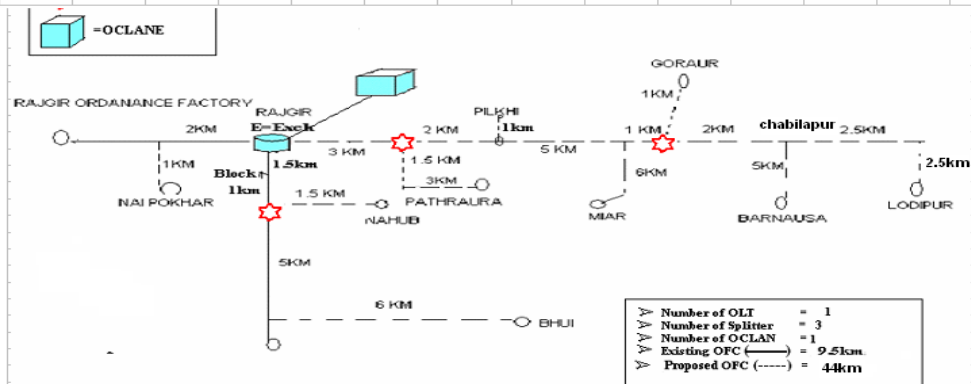 =OCLANE
GORAUR
RAJGIR ORDANANCE FACTORY
1KM
RAJGIR
PILKHI
E=Exch
2KM
2 KM
1km
1 KM
2KM
chabilapur
2.5KM
3 KM
5 KM
1KM
1.5km
1.5 KM
6KM
5KM
2.5km
Block
1km
1.5 KM
3KM
NAI POKHAR
PATHRAURA
MIAR
BARNAUSA
LODIPUR
NAHUB
5KM
6 KM
BHUI
Number of OLT = 1
Number of Splitter = 3
Number of OCLAN =1
Existing OFC (———) = 9.5km
Proposed OFC (-----) = 44km